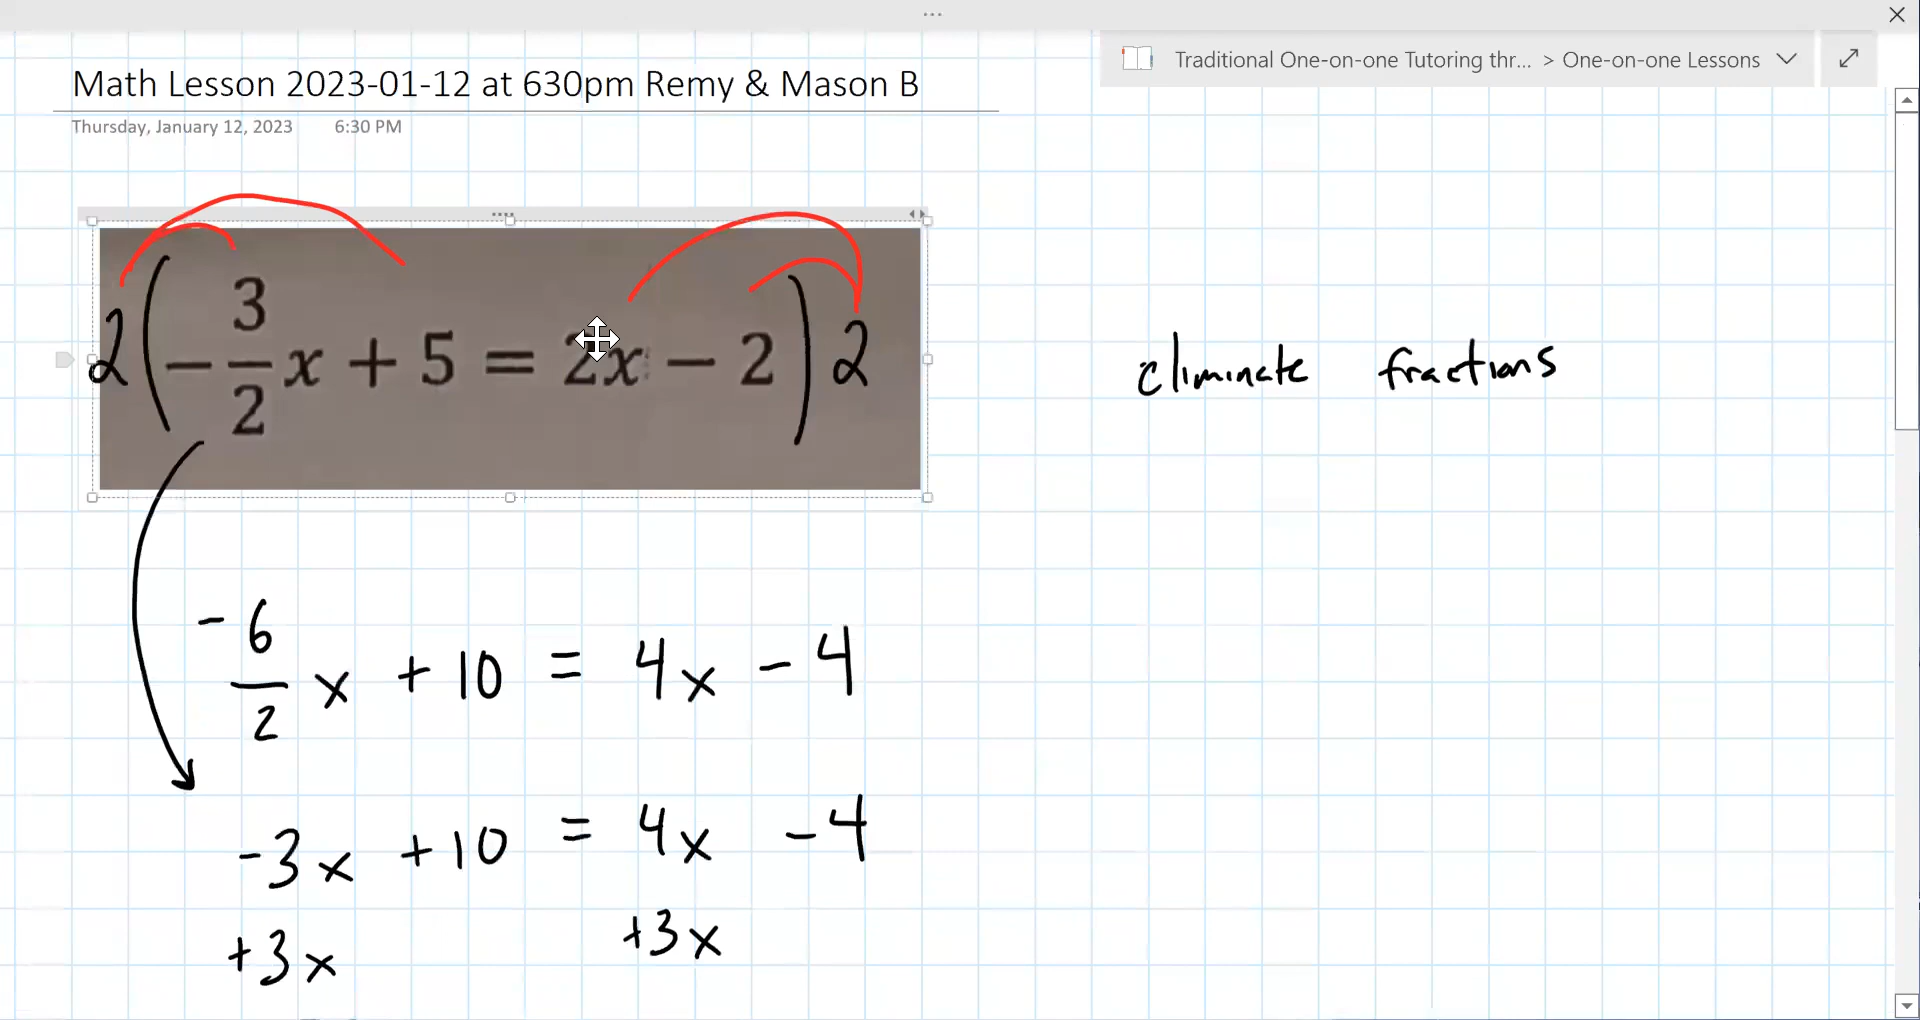 ...
Traditional One-on-one Tutoring thr... > One-on-one Lessons
Math Lesson 2023-01-12 at 630pm Remy & Mason B
Thursday, January 12, 2023 6:30 PM
2(-3/2x + 5 = 2x - 2)2
eliminate fractions
-6/2 x + 10 = 4x - 4
-3x + 10 = 4x - 4
+3x +3x